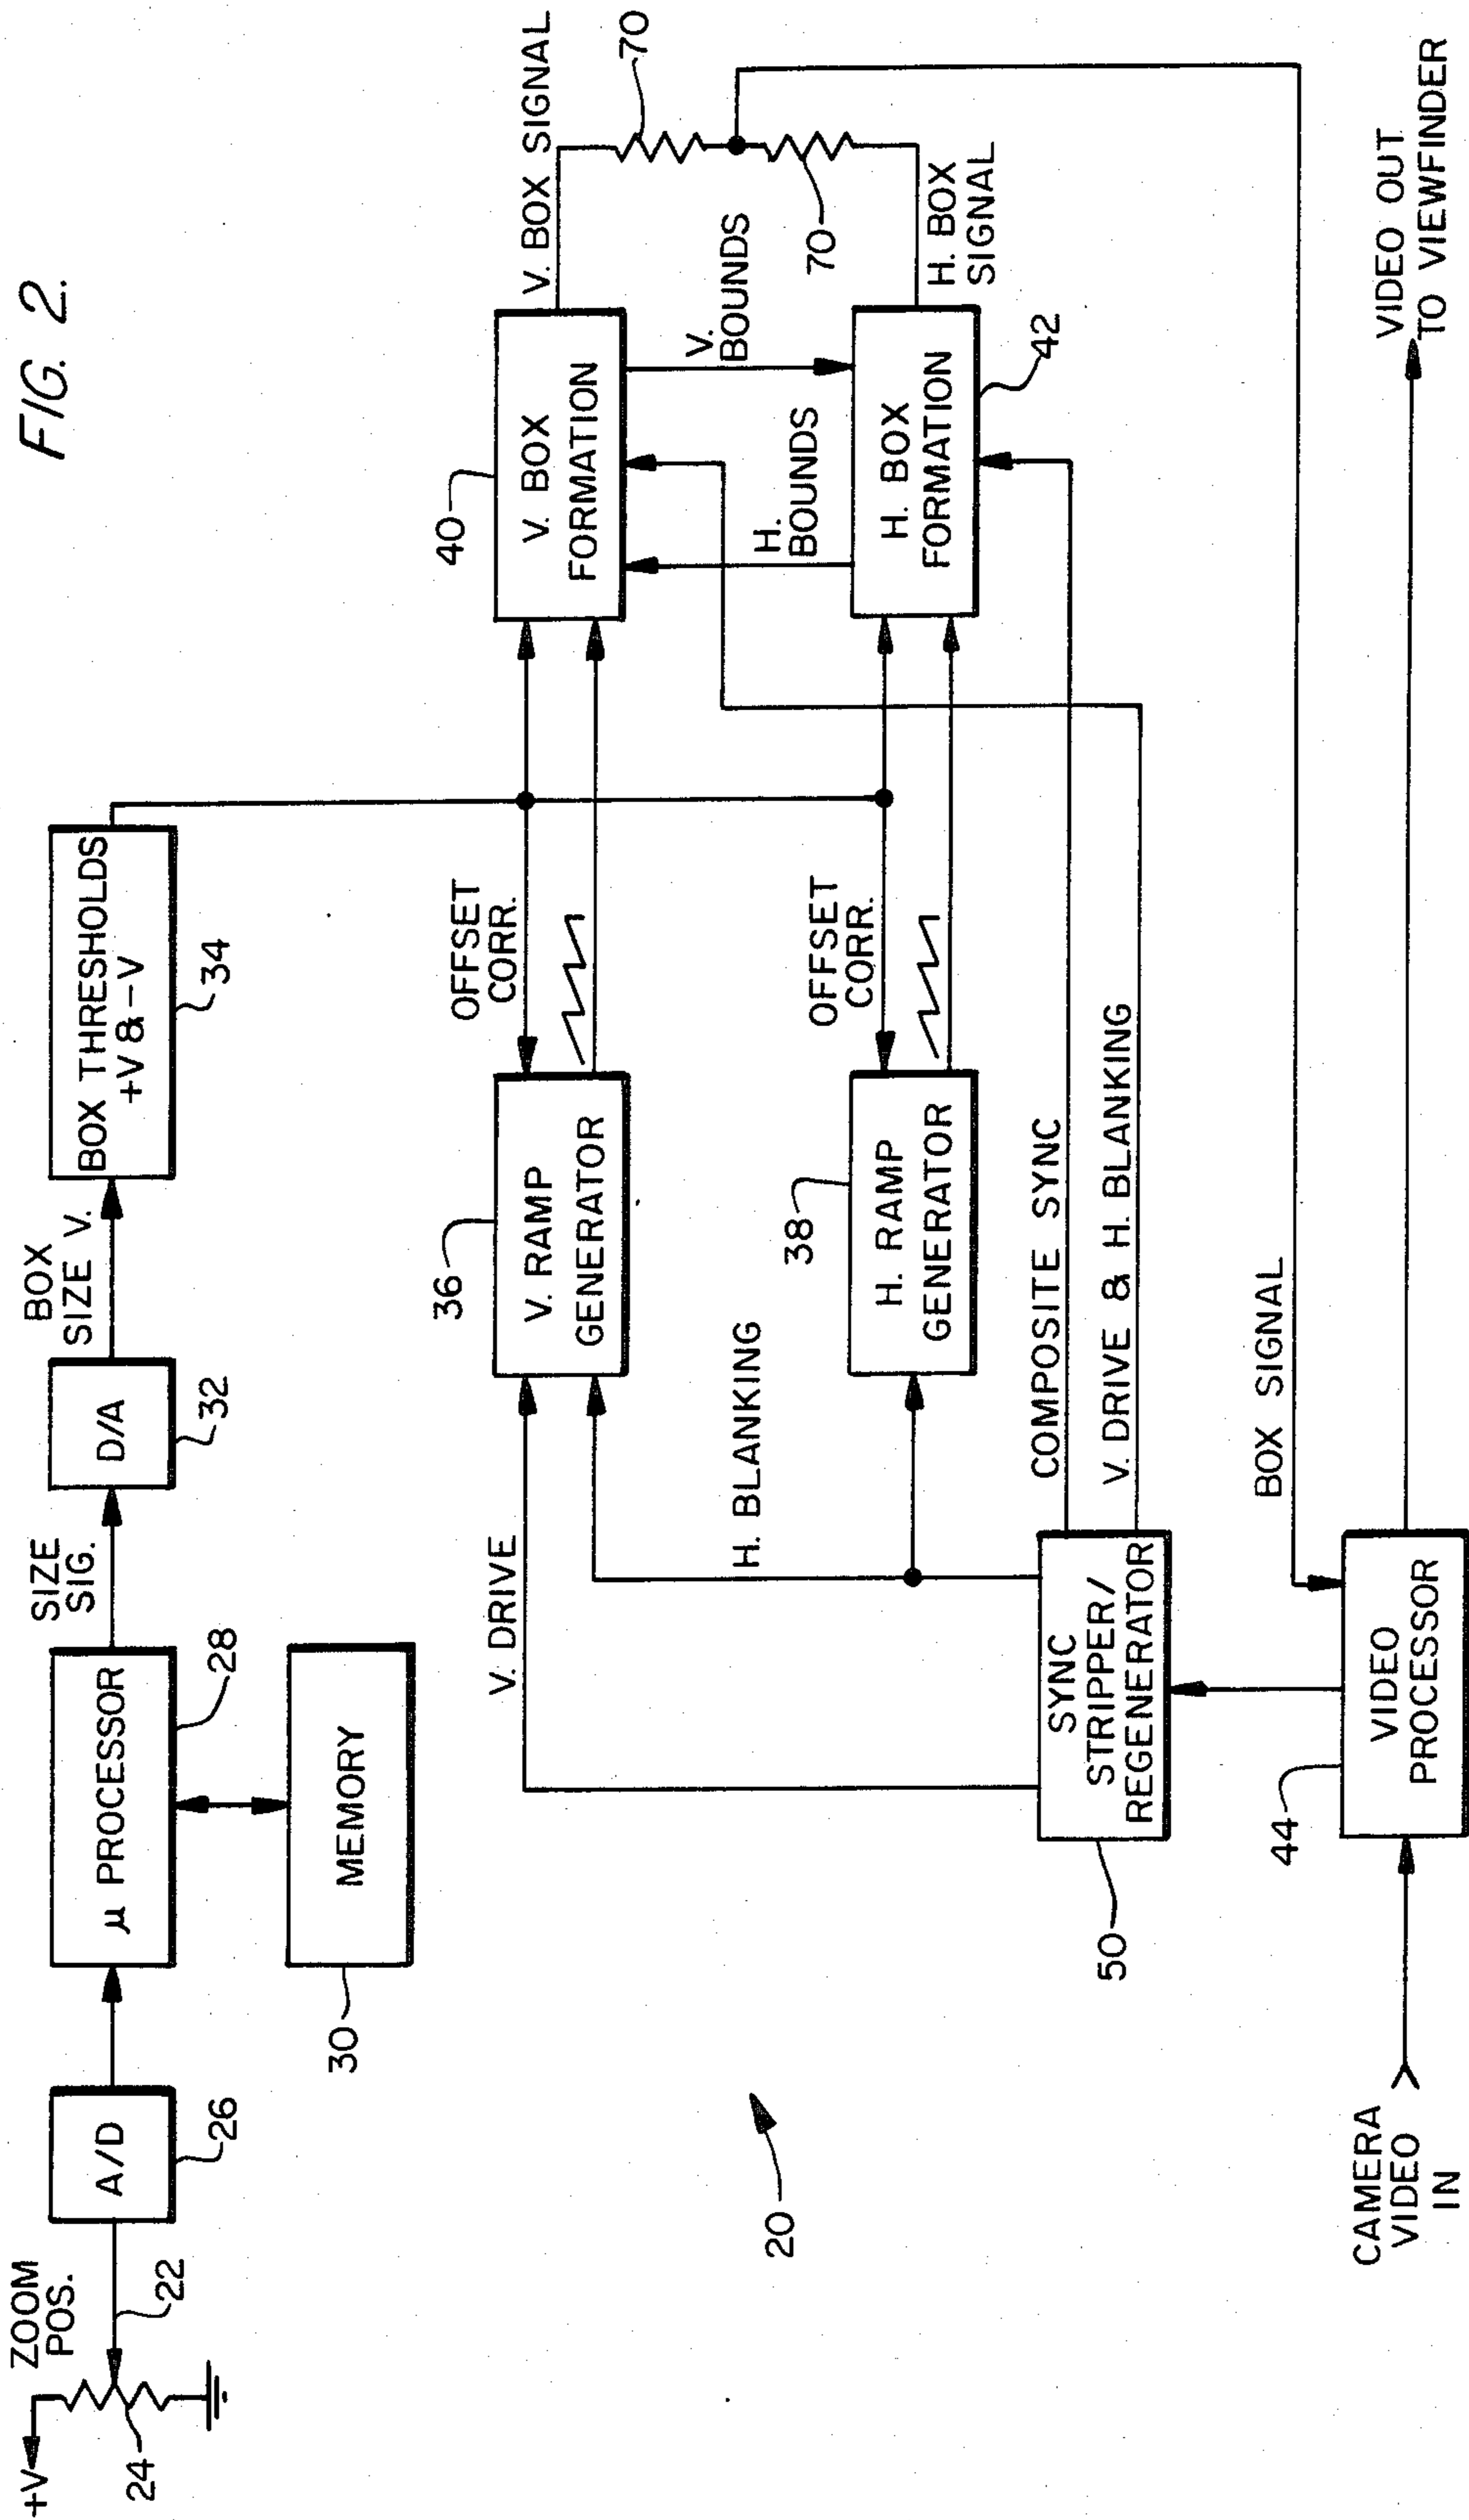 FIG. 2.
+V
ZOOM
POS.
24
22
A/D
26
μ PROCESSOR
28
MEMORY
30
SIZE
SIG.
D/A
32
BOX
SIZE V.
BOX THRESHOLDS
+V & -V
34
V. DRIVE
36
V. RAMP
GENERATOR
OFFSET
CORR.
40
V. BOX
FORMATION
V. BOX SIGNAL
70
H. BLANKING
38
H. RAMP
GENERATOR
OFFSET
CORR.
H.
BOUNDS
V.
BOUNDS
H. BOX
FORMATION
42
70
H. BOX
SIGNAL
20
50
SYNC
STRIPPER/
REGENERATOR
COMPOSITE SYNC
V. DRIVE & H. BLANKING
BOX SIGNAL
CAMERA
VIDEO
IN
44
VIDEO
PROCESSOR
VIDEO OUT
TO VIEWFINDER